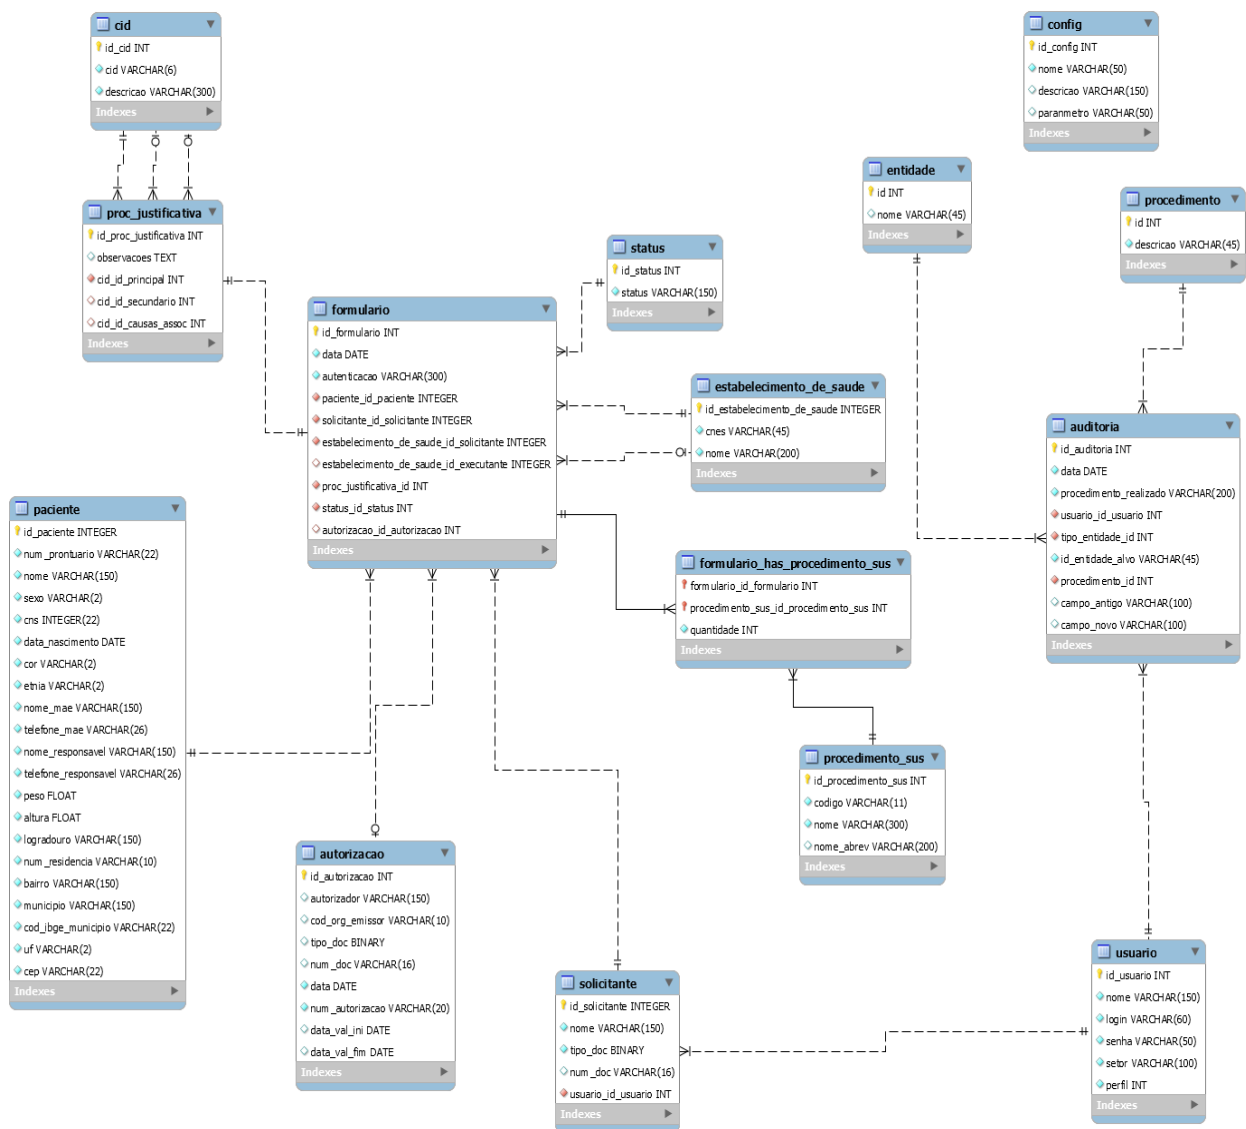 cid
id_cid INT
cid VARCHAR(6)
descricao VARCHAR(300)
Indexes
config
id_config INT
nome VARCHAR(50)
descricao VARCHAR(150)
paranmetro VARCHAR(50)
Indexes
entidade
id INT
nome VARCHAR(45)
Indexes
procedimento
id INT
descricao VARCHAR(45)
Indexes
proc_justificativa
id_proc_justificativa INT
observacoes TEXT
cid_id_principal INT
cid_id_secundario INT
cid_id_causas_assoc INT
Indexes
status
id_status INT
status VARCHAR(150)
Indexes
formulario
id_formulario INT
data DATE
autenticacao VARCHAR(300)
paciente_id_paciente INTEGER
solicitante_id_solicitante INTEGER
estabelecimento_de_saude_id_solicitante INTEGER
estabelecimento_de_saude_id_executante INTEGER
proc_justificativa_id INT
status_id_status INT
autorizacao_id_autorizacao INT
Indexes
estabelecimento_de_saude
id_estabelecimento_de_saude INTEGER
cnes VARCHAR(45)
nome VARCHAR(200)
Indexes
auditoria
id_auditoria INT
data DATE
procedimento_realizado VARCHAR(200)
usuario_id_usuario INT
tipo_entidade_id INT
id_entidade_alvo VARCHAR(45)
procedimento_id INT
campo_antigo VARCHAR(100)
campo_novo VARCHAR(100)
Indexes
paciente
id_paciente INTEGER
num_prontuario VARCHAR(22)
nome VARCHAR(150)
sexo VARCHAR(2)
cns INTEGER(22)
data_nascimento DATE
cor VARCHAR(2)
etnia VARCHAR(2)
nome_mae VARCHAR(150)
telefone_mae VARCHAR(26)
nome_responsavel VARCHAR(150)
telefone_responsavel VARCHAR(26)
peso FLOAT
altura FLOAT
logradouro VARCHAR(150)
num_residencia VARCHAR(10)
bairro VARCHAR(150)
municipio VARCHAR(150)
cod_ibge_municipio VARCHAR(22)
uf VARCHAR(2)
cep VARCHAR(22)
Indexes
formulario_has_procedimento_sus
formulario_id_formulario INT
procedimento_sus_id_procedimento_sus INT
quantidade INT
Indexes
procedimento_sus
id_procedimento_sus INT
codigo VARCHAR(11)
nome VARCHAR(300)
nome_abrev VARCHAR(200)
Indexes
autorizacao
id_autorizacao INT
autorizador VARCHAR(150)
cod_org_emissor VARCHAR(10)
tipo_doc BINARY
num_doc VARCHAR(16)
data DATE
num_autorizacao VARCHAR(20)
data_val_ini DATE
data_val_fim DATE
Indexes
solicitante
id_solicitante INTEGER
nome VARCHAR(150)
tipo_doc BINARY
num_doc VARCHAR(16)
usuario_id_usuario INT
Indexes
usuario
id_usuario INT
nome VARCHAR(150)
login VARCHAR(60)
senha VARCHAR(50)
setor VARCHAR(100)
perfil INT
Indexes